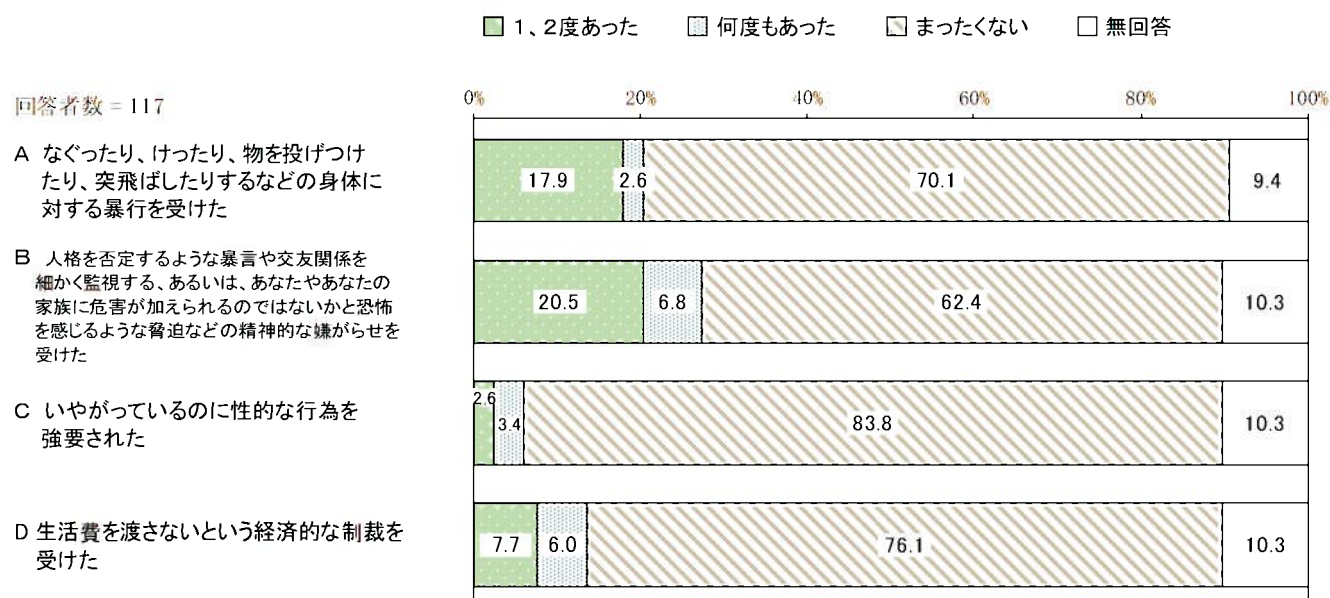 １、２度あった 何度もあった まったくない 無回答
回答者数 = 117
0% 20% 40% 60% 80% 100%
A なぐったり、けったり、物を投げつけ
たり、突飛ばしたりするなどの身体に
対する暴行を受けた
17.9 2.6 70.1 9.4
B 人格を否定するような暴言や交友関係を
細かく監視する、あるいは、あなたやあなたの
家族に危害が加えられるのではないかと恐怖
を感じるような脅迫などの精神的な嫌がらせを
受けた
20.5 6.8 62.4 10.3
C いやがっているのに性的な行為を
強要された
2.6 3.4 83.8 10.3
D 生活費を渡さないという経済的な制裁を
受けた
7.7 6.0 76.1 10.3